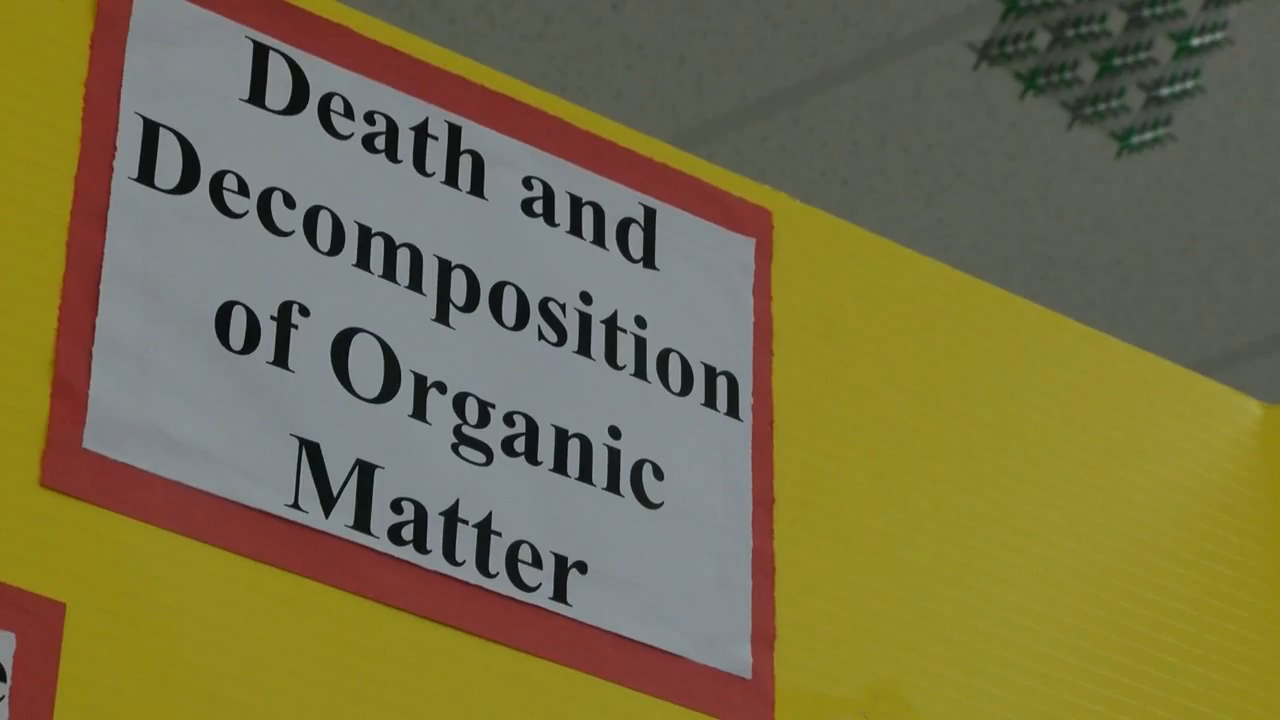 Death and
Decomposition
of Organic
Matter